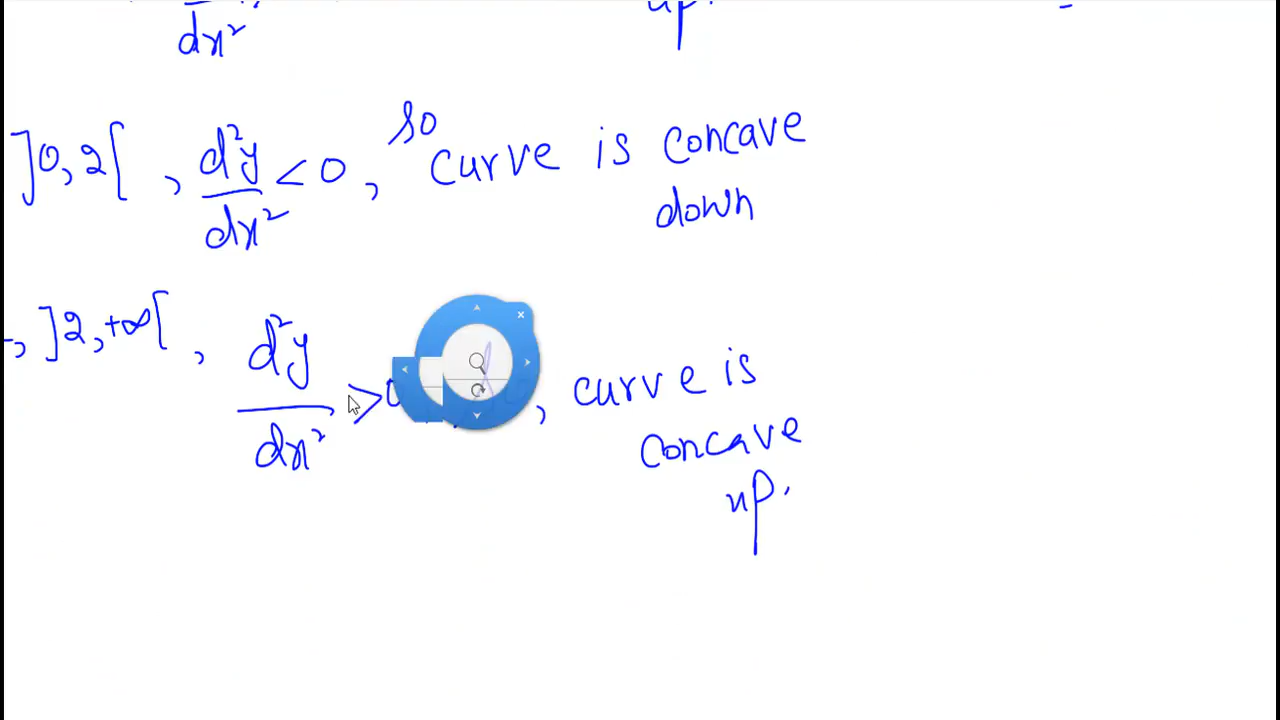 dx² up.
]0, 2[ , d²y/dx² < 0, so curve is concave
down
, ]2, +∞[ , d²y/dx² > 0 , curve is
concave
up.